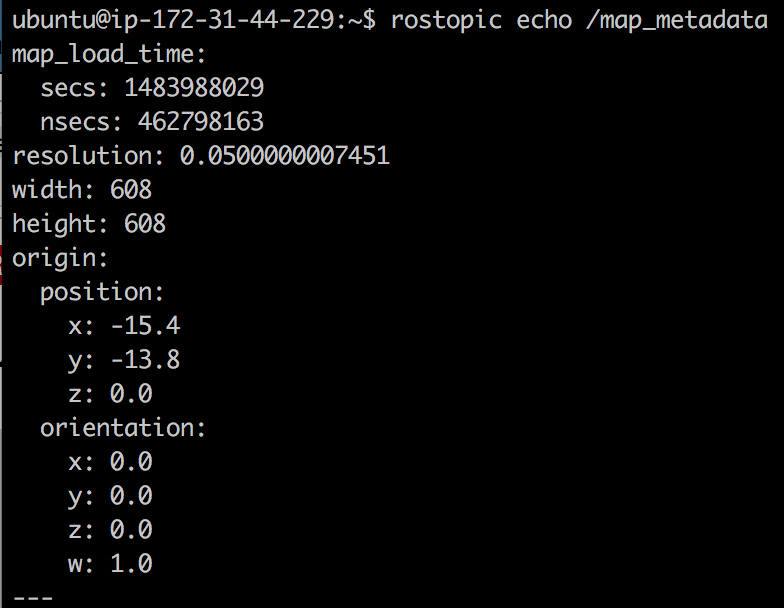 ubuntu@ip-172-31-44-229:~$ rostopic echo /map_metadata
map_load_time:
  secs: 1483988029
  nsecs: 462798163
resolution: 0.0500000007451
width: 608
height: 608
origin:
  position:
    x: -15.4
    y: -13.8
    z: 0.0
  orientation:
    x: 0.0
    y: 0.0
    z: 0.0
    w: 1.0
---